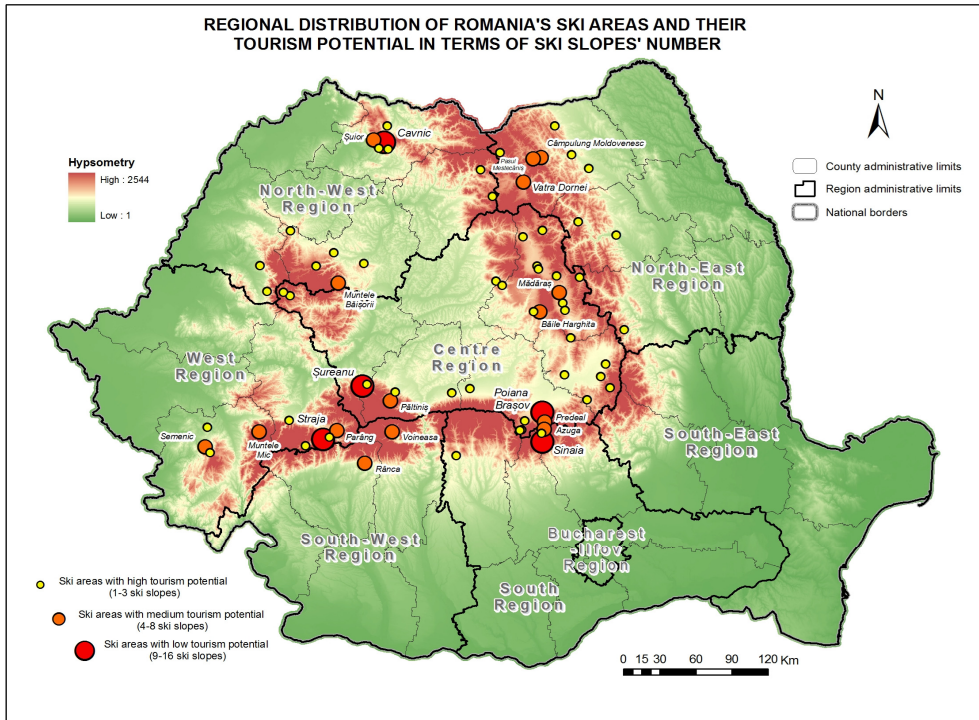 REGIONAL DISTRIBUTION OF ROMANIA'S SKI AREAS AND THEIR
TOURISM POTENTIAL IN TERMS OF SKI SLOPES' NUMBER
N
County administrative limits
Region administrative limits
National borders
Hypsometry
High : 2544
Low : 1
Șuior
Cavnic
Câmpulung Moldovenesc
Pasul
Mestecăniș
Vatra Dornei
North-West
Region
North-East
Region
Muntele
Băișorii
Mădăraș
Băile Harghita
West
Region
Centre
Region
Șureanu
Păltiniș
Poiana
Brașov
Predeal
Azuga
Sinaia
Straja
Parâng
Voineasa
Semenic
Muntele
Mic
Rânca
South-East
Region
South-West
Region
Bucharest
-Ilfov
Region
South
Region
Ski areas with high tourism potential
(1-3 ski slopes)
Ski areas with medium tourism potential
(4-8 ski slopes)
Ski areas with low tourism potential
(9-16 ski slopes)
0 15 30 60 90 120 Km